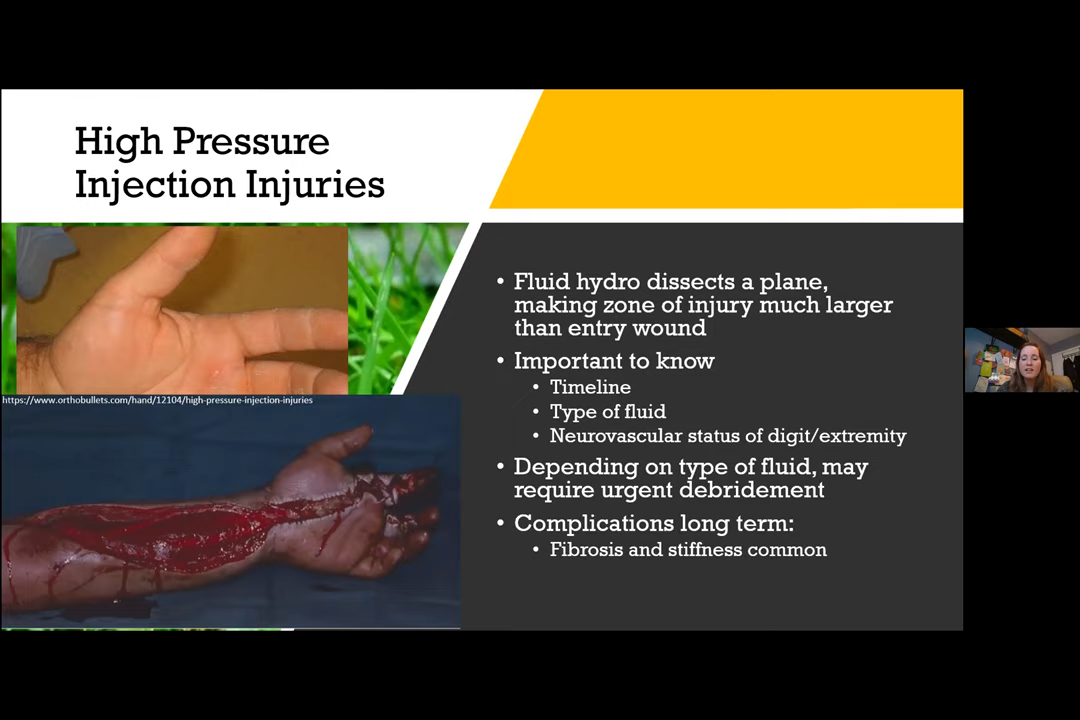 High Pressure
Injection Injuries
https://www.orthobullets.com/hand/12104/high-pressure-injection-injuries
• Fluid hydro dissects a plane,
making zone of injury much larger
than entry wound
• Important to know
• Timeline
• Type of fluid
• Neurovascular status of digit/extremity
• Depending on type of fluid, may
require urgent debridement
• Complications long term:
• Fibrosis and stiffness common